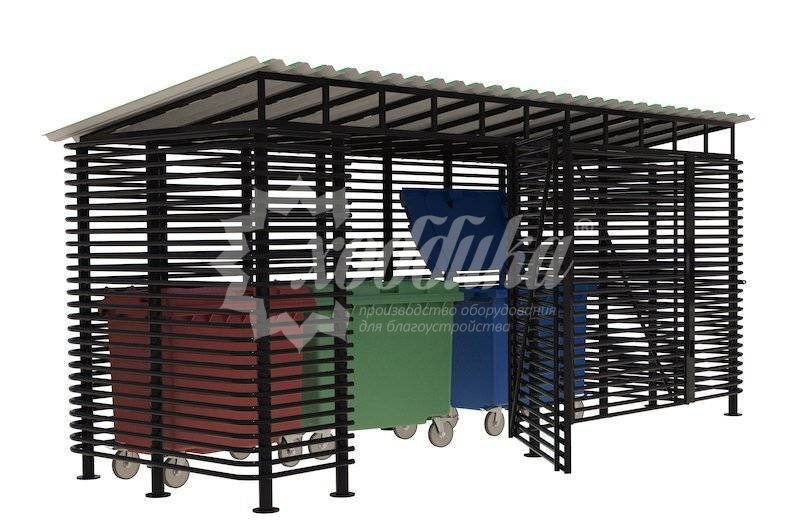 хоббика®
производство оборудования
для благоустройства